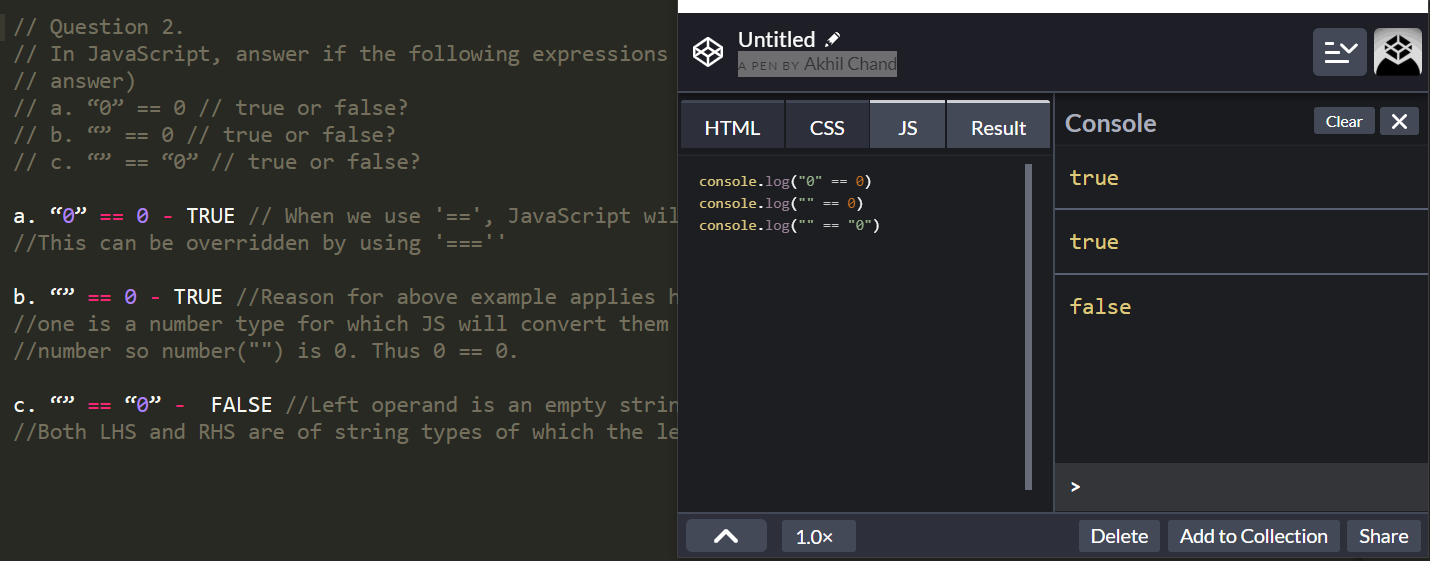 // Question 2.
// In JavaScript, answer if the following expressions
// answer)
// a. “0” == 0 // true or false?
// b. “” == 0 // true or false?
// c. “” == “0” // true or false?
a. “0” == 0 - TRUE // When we use '==', JavaScript wil
//This can be overridden by using '===''
b. “” == 0 - TRUE //Reason for above example applies h
//one is a number type for which JS will convert them
//number so number("") is 0. Thus 0 == 0.
c. “” == “0” -  FALSE //Left operand is an empty strin
//Both LHS and RHS are of string types of which the le
Untitled
A PEN BY Akhil Chand
HTML
CSS
JS
Result
console.log("0" == 0)
console.log("" == 0)
console.log("" == "0")
Console
Clear
true
true
false
>
1.0×
Delete
Add to Collection
Share